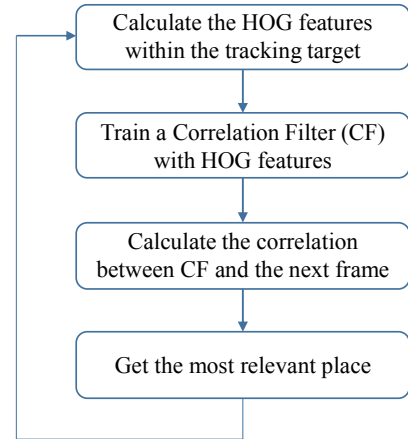 Calculate the HOG features
within the tracking target
Train a Correlation Filter (CF)
with HOG features
Calculate the correlation
between CF and the next frame
Get the most relevant place